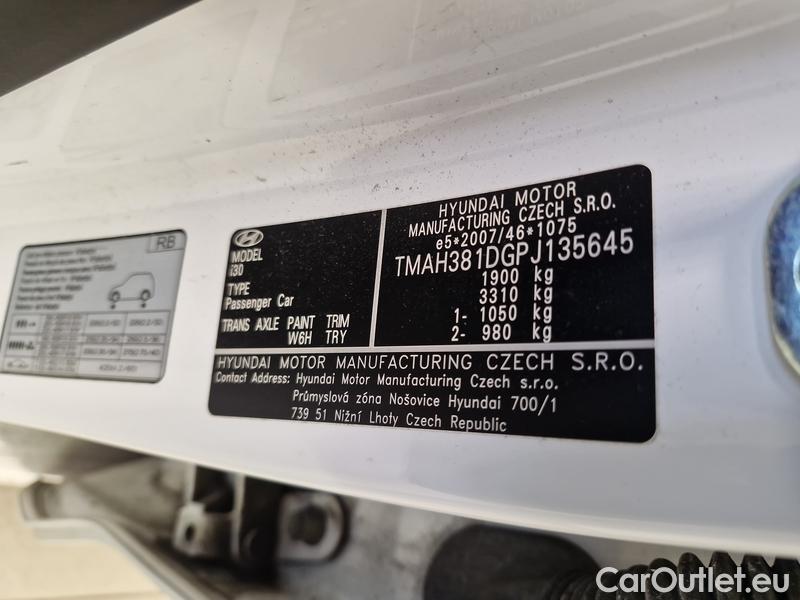 RB
MODEL
i30
TYPE
Passenger Car
TRANS AXLE PAINT TRIM
W6H TRY
HYUNDAI MOTOR
MANUFACTURING CZECH S.R.O.
e5*2007/46*1075
TMAH381DGPJ135645
1900 kg
3310 kg
1- 1050 kg
2- 980 kg
HYUNDAI MOTOR MANUFACTURING CZECH S.R.O.
Contact Address: Hyundai Motor Manufacturing Czech s.r.o.
Průmyslová zóna Nošovice Hyundai 700/1
739 51 Nižní Lhoty Czech Republic
CarOutlet.eu